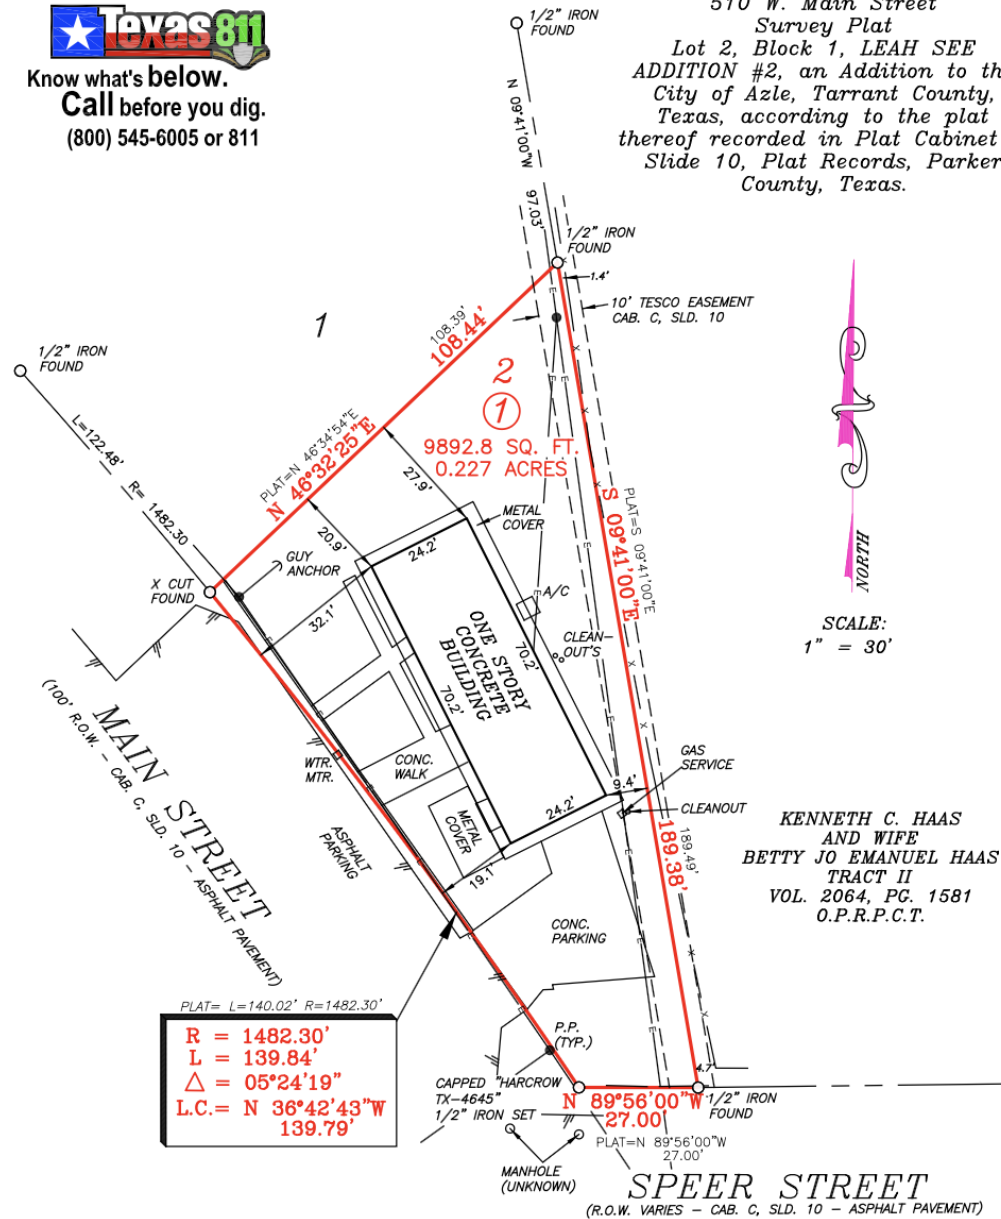 Texas 811
Know what's below.
Call before you dig.
(800) 545-6005 or 811
510 W. Main Street
Survey Plat
Lot 2, Block 1, LEAH SEE
ADDITION #2, an Addition to th
City of Azle, Tarrant County,
Texas, according to the plat
thereof recorded in Plat Cabinet
Slide 10, Plat Records, Parker
County, Texas.
1/2" IRON
FOUND
N 09°41'00"W
97.03'
1/2" IRON
FOUND
1.4'
10' TESCO EASEMENT
CAB. C, SLD. 10
1
108.39'
108.44'
1/2" IRON
FOUND
L=122.48'
R= 1482.30
2
1
9892.8 SQ. FT.
0.227 ACRES
PLAT=N 46°34'54"E
N 46°32'25"E
27.9'
20.9'
24.2'
METAL
COVER
PLAT=S 09°41'00"E
S 09°41'00"E
GUY
ANCHOR
X CUT
FOUND
32.1'
A/C
ONE STORY
CONCRETE
BUILDING
70.2'
70.2'
CLEAN-
OUT'S
NORTH
SCALE:
1" = 30'
MAIN STREET
(100' R.O.W. - CAB. C, SLD. 10 - ASPHALT PAVEMENT)
WTR.
MTR.
CONC.
WALK
METAL
COVER
ASPHALT
PARKING
24.2'
19.1'
9.4'
GAS
SERVICE
CLEANOUT
189.49'
189.38'
KENNETH C. HAAS
AND WIFE
BETTY JO EMANUEL HAAS
TRACT II
VOL. 2064, PG. 1581
O.P.R.P.C.T.
CONC.
PARKING
PLAT= L=140.02' R=1482.30'
R = 1482.30'
L = 139.84'
△ = 05°24'19"
L.C.= N 36°42'43"W
139.79'
P.P.
(TYP.)
4.7'
CAPPED "HARCROW
TX-4645"
1/2" IRON SET
N 89°56'00"W
27.00'
1/2" IRON
FOUND
PLAT=N 89°56'00"W
27.00'
MANHOLE
(UNKNOWN)
SPEER STREET
(R.O.W. VARIES - CAB. C, SLD. 10 - ASPHALT PAVEMENT)